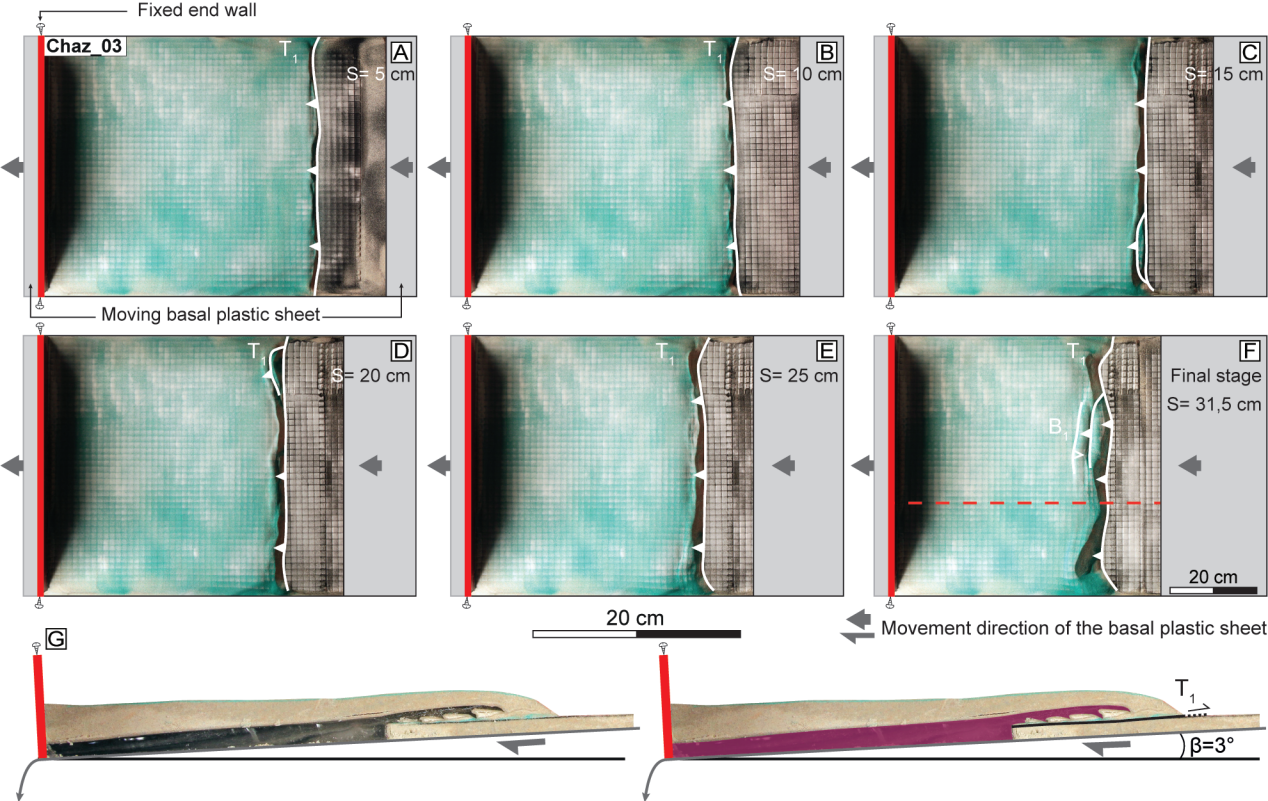 Fixed end wall
Chaz_03
T1
A
S= 5 cm
T1
B
S= 10 cm
C
S= 15 cm
Moving basal plastic sheet
T1
D
S= 20 cm
T1
E
S= 25 cm
T1
F
Final stage
S= 31,5 cm
B1
20 cm
20 cm
Movement direction of the basal plastic sheet
G
T1
β=3°